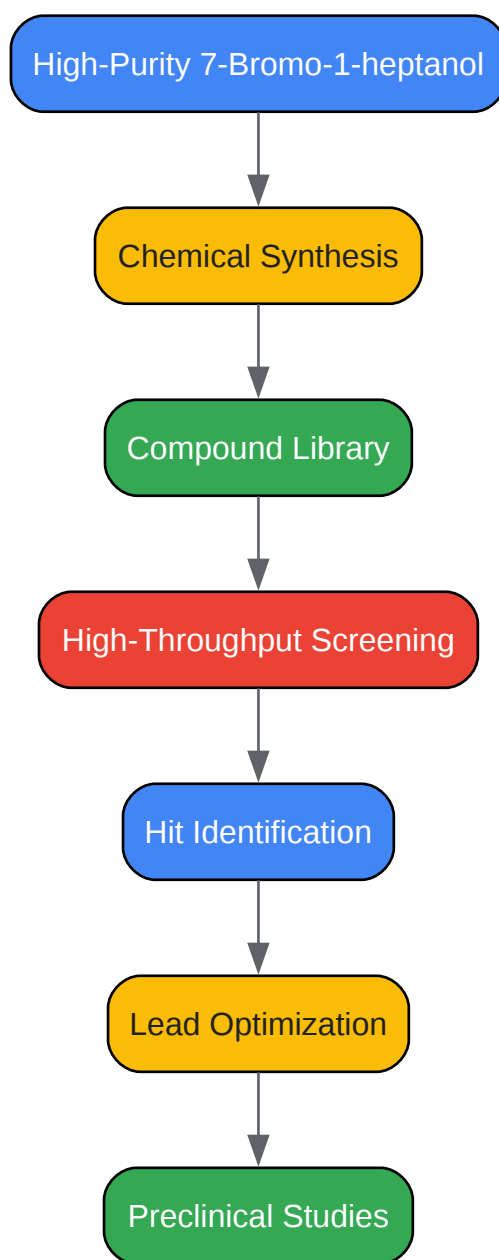 High-Purity 7-Bromo-1-heptanol
Chemical Synthesis
Compound Library
High-Throughput Screening
Hit Identification
Lead Optimization
Preclinical Studies